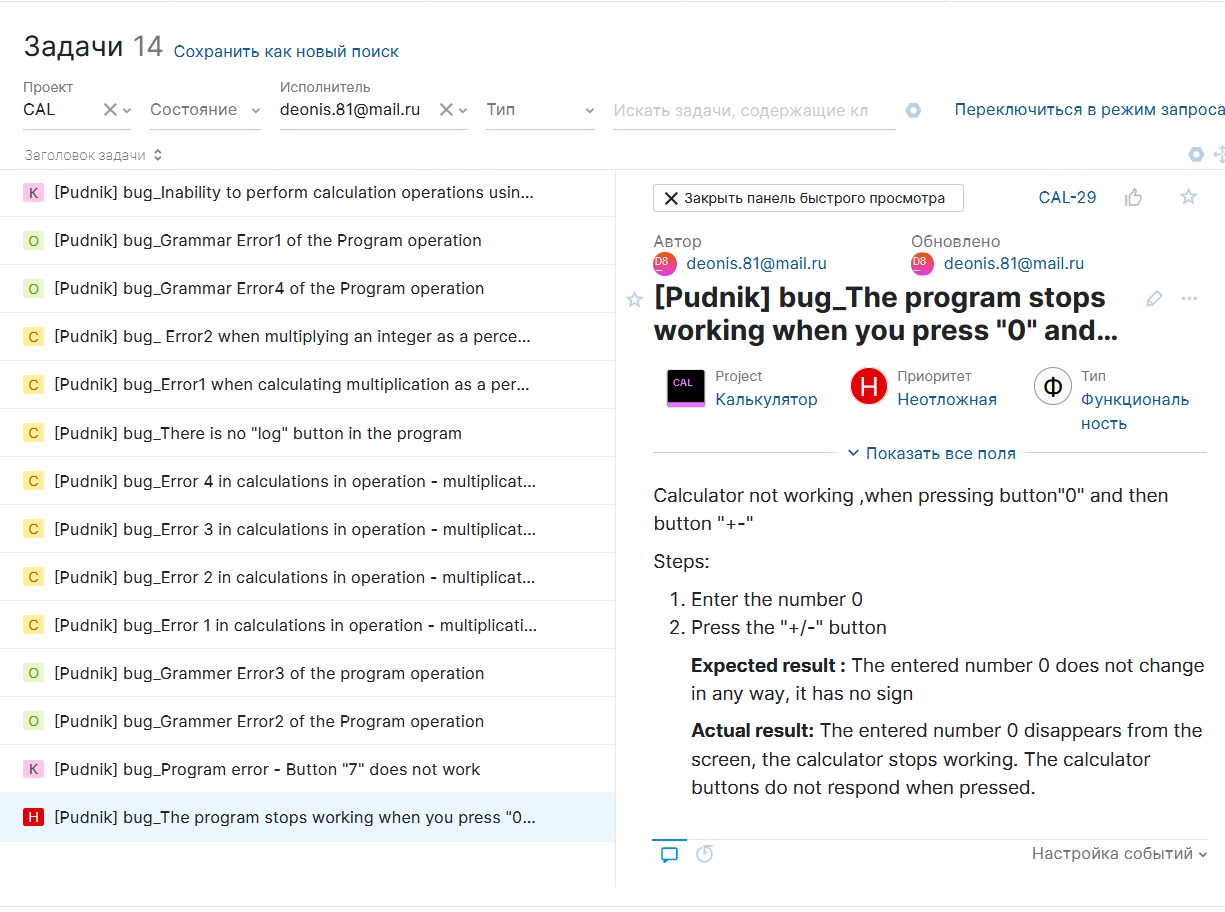 Задачи 14 Сохранить как новый поиск
Проект
Исполнитель
CAL
Состояние
deonis.81@mail.ru
Тип
Искать задачи, содержащие кл
Переключиться в режим запроса
Заголовок задачи
K [Pudnik] bug_Inability to perform calculation operations usin...
O [Pudnik] bug_Grammar Error1 of the Program operation
O [Pudnik] bug_Grammar Error4 of the Program operation
C [Pudnik] bug_ Error2 when multiplying an integer as a perce...
C [Pudnik] bug_Error1 when calculating multiplication as a per...
C [Pudnik] bug_There is no "log" button in the program
C [Pudnik] bug_Error 4 in calculations in operation - multiplicat...
C [Pudnik] bug_Error 3 in calculations in operation - multiplicat...
C [Pudnik] bug_Error 2 in calculations in operation - multiplicat...
C [Pudnik] bug_Error 1 in calculations in operation - multiplicati...
O [Pudnik] bug_Grammer Error3 of the program operation
O [Pudnik] bug_Grammer Error2 of the Program operation
K [Pudnik] bug_Program error - Button "7" does not work
Н [Pudnik] bug_The program stops working when you press "0...
Закрыть панель быстрого просмотра
CAL-29
Автор
Обновлено
D8_ deonis.81@mail.ru
D8_ deonis.81@mail.ru
[Pudnik] bug_The program stops
working when you press "0" and...
CAL
Project
Калькулятор
Н
Приоритет
Неотложная
Ф
Тип
Функциональ
ность
Показать все поля
Calculator not working ,when pressing button"0" and then
button "+-"
Steps:
1. Enter the number 0
2. Press the "+/-" button
Expected result : The entered number 0 does not change
in any way, it has no sign
Actual result: The entered number 0 disappears from the
screen, the calculator stops working. The calculator
buttons do not respond when pressed.
Настройка событий